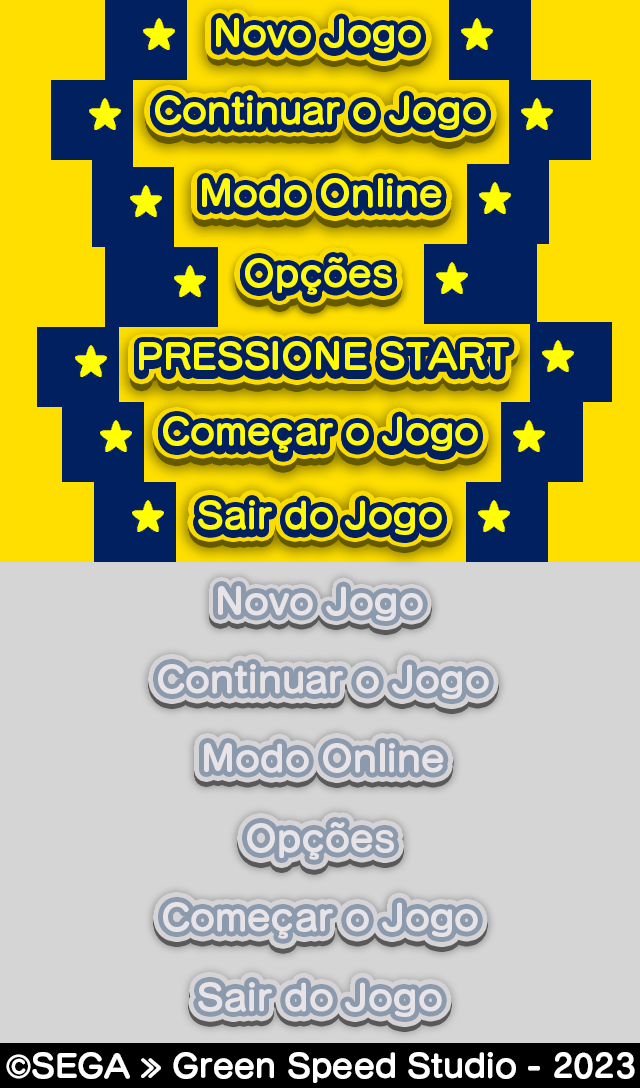 Novo Jogo
Continuar o Jogo
Modo Online
Opções
PRESSIONE START
Começar o Jogo
Sair do Jogo
Novo Jogo
Continuar o Jogo
Modo Online
Opções
Começar o Jogo
Sair do Jogo
©SEGA » Green Speed Studio - 2023